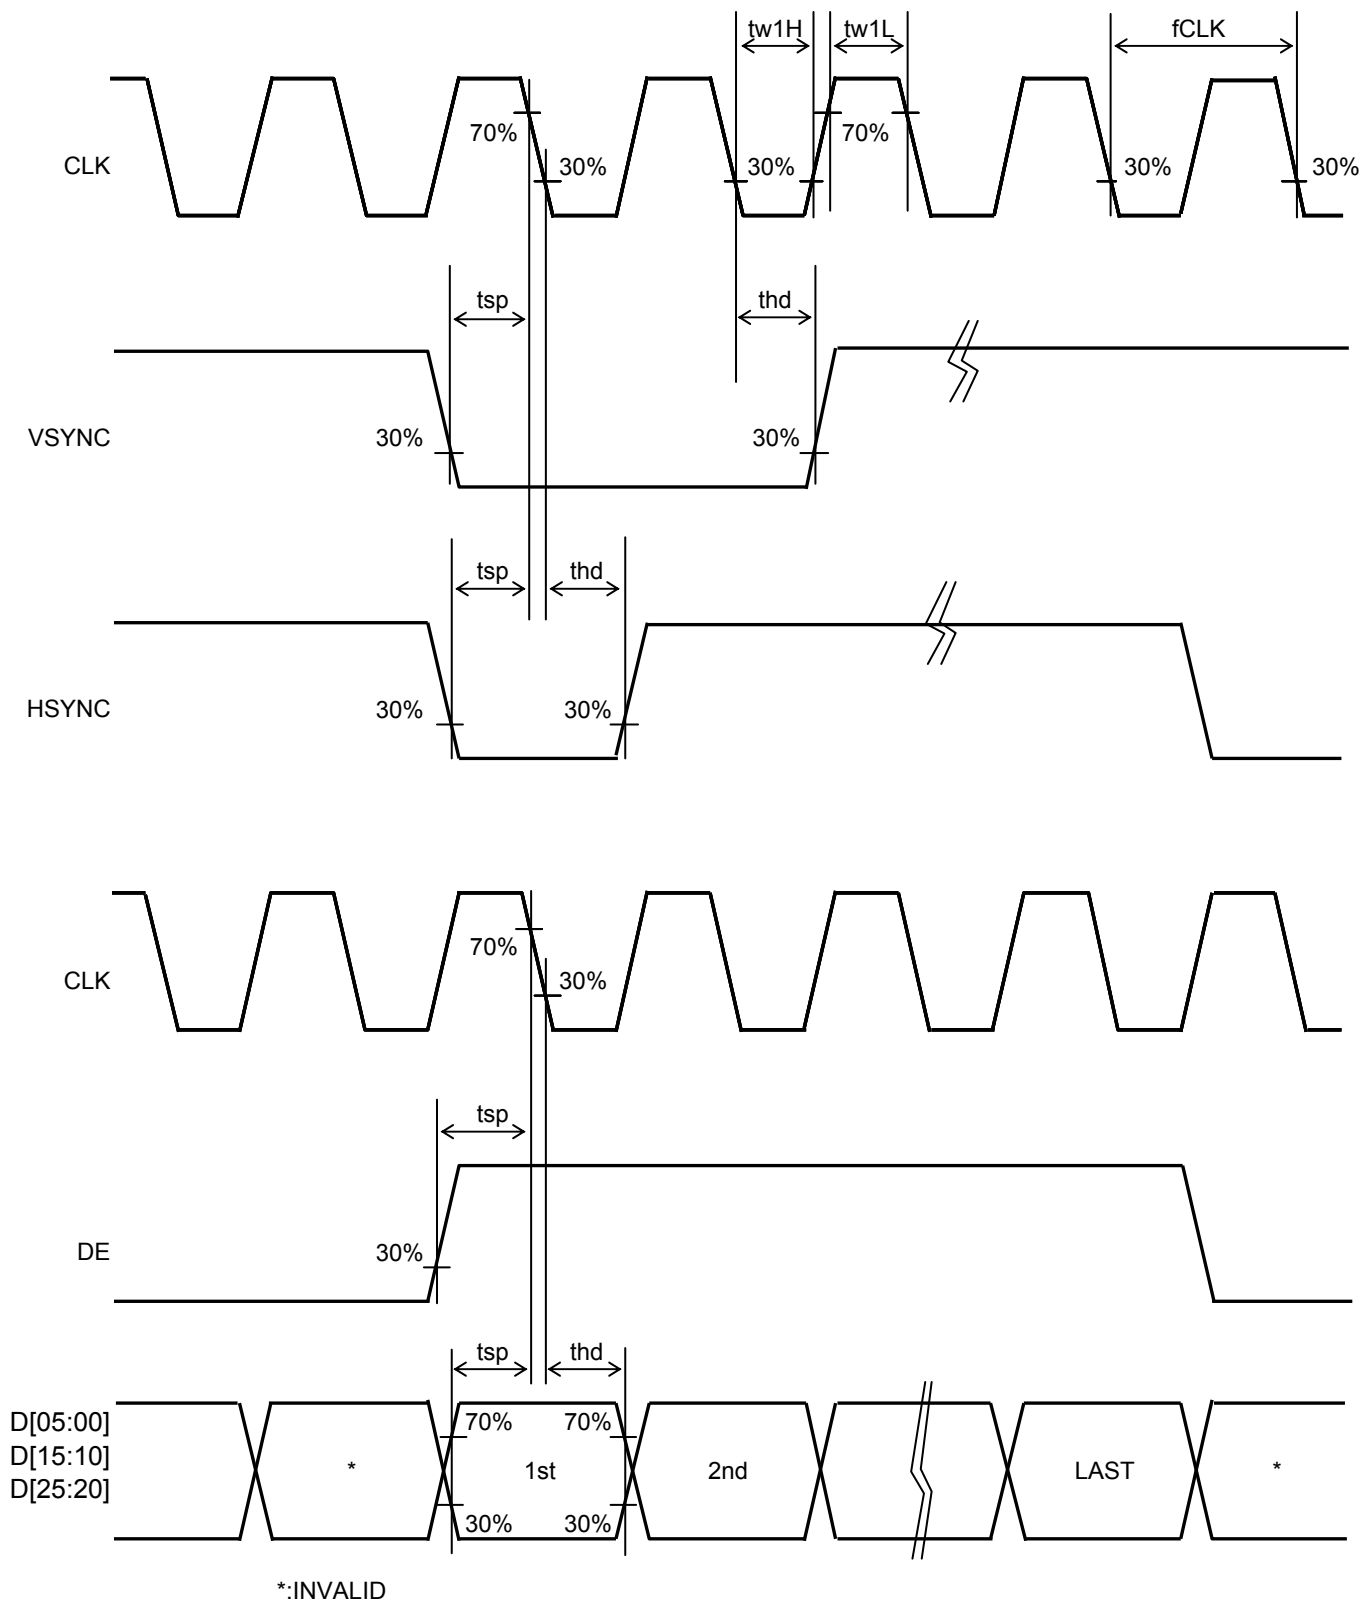 tw1H tw1L fCLK
70% 70%
CLK 30% 30% 30% 30%
tsp thd
VSYNC 30% 30%
tsp thd
HSYNC 30% 30%
70%
CLK 30%
tsp
DE 30%
tsp thd
D[05:00] 70% 70%
D[15:10] * 1st 2nd LAST *
D[25:20]
30% 30%
*:INVALID